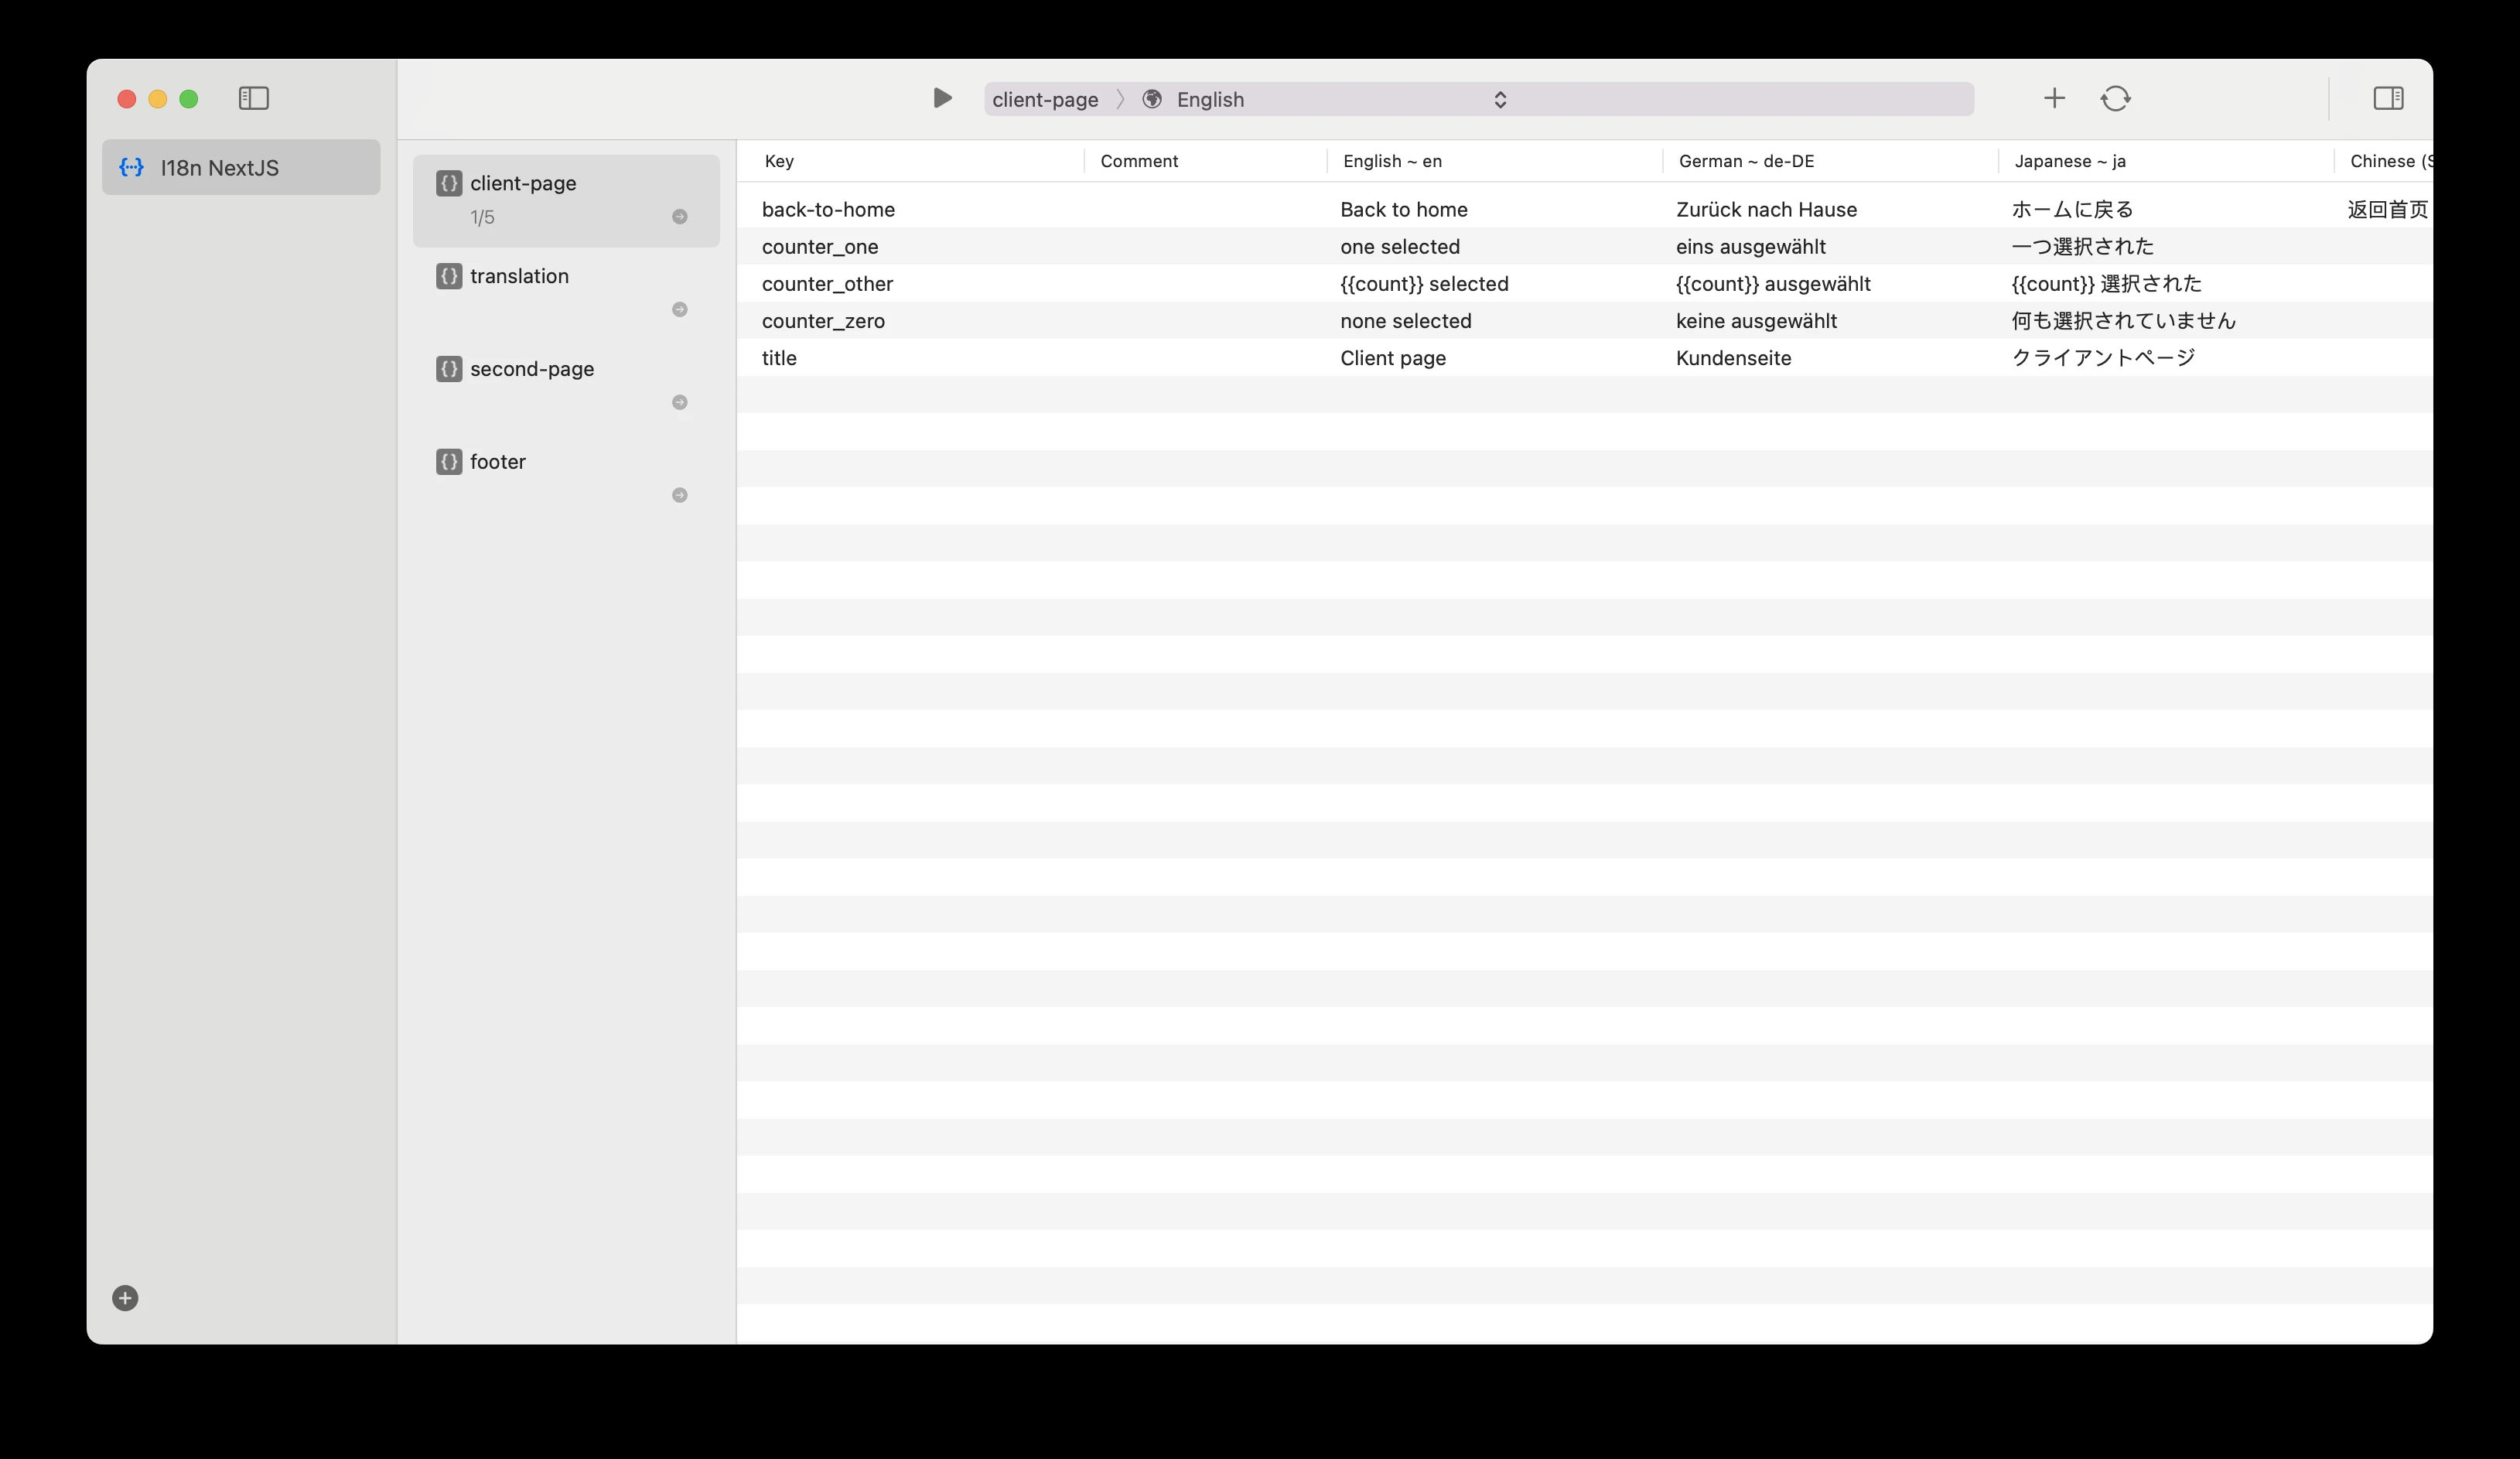 client-page English
I18n NextJS
client-page
1/5
translation
second-page
footer
Key Comment English ~ en German ~ de-DE Japanese ~ ja Chinese (S
back-to-home Back to home Zurück nach Hause ホームに戻る 返回首页
counter_one one selected eins ausgewählt 一つ選択された
counter_other {{count}} selected {{count}} ausgewählt {{count}} 選択された
counter_zero none selected keine ausgewählt 何も選択されていません
title Client page Kundenseite クライアントページ